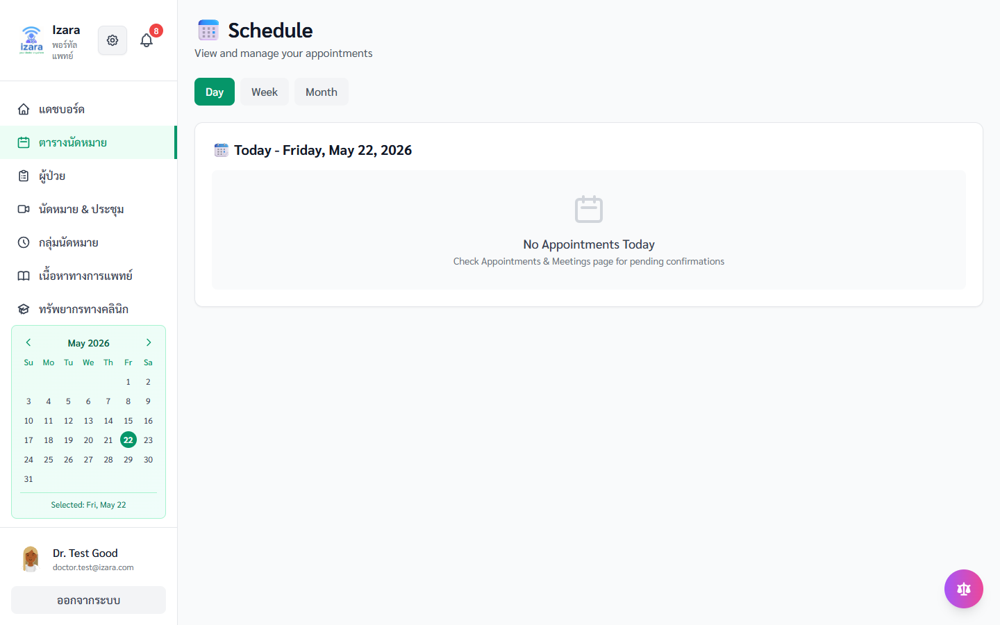 izara
Izara
พอร์ทัล
แพทย์
8
แดชบอร์ด
ตารางนัดหมาย
ผู้ป่วย
นัดหมาย & ประชุม
กลุ่มนัดหมาย
เนื้อหาทางการแพทย์
ทรัพยากรทางคลินิก
May 2026
Su Mo Tu We Th Fr Sa
1 2
3 4 5 6 7 8 9
10 11 12 13 14 15 16
17 18 19 20 21 22 23
24 25 26 27 28 29 30
31
Selected: Fri, May 22
Dr. Test Good
doctor.test@izara.com
ออกจากระบบ
Schedule
View and manage your appointments
Day Week Month
Today - Friday, May 22, 2026
No Appointments Today
Check Appointments & Meetings page for pending confirmations